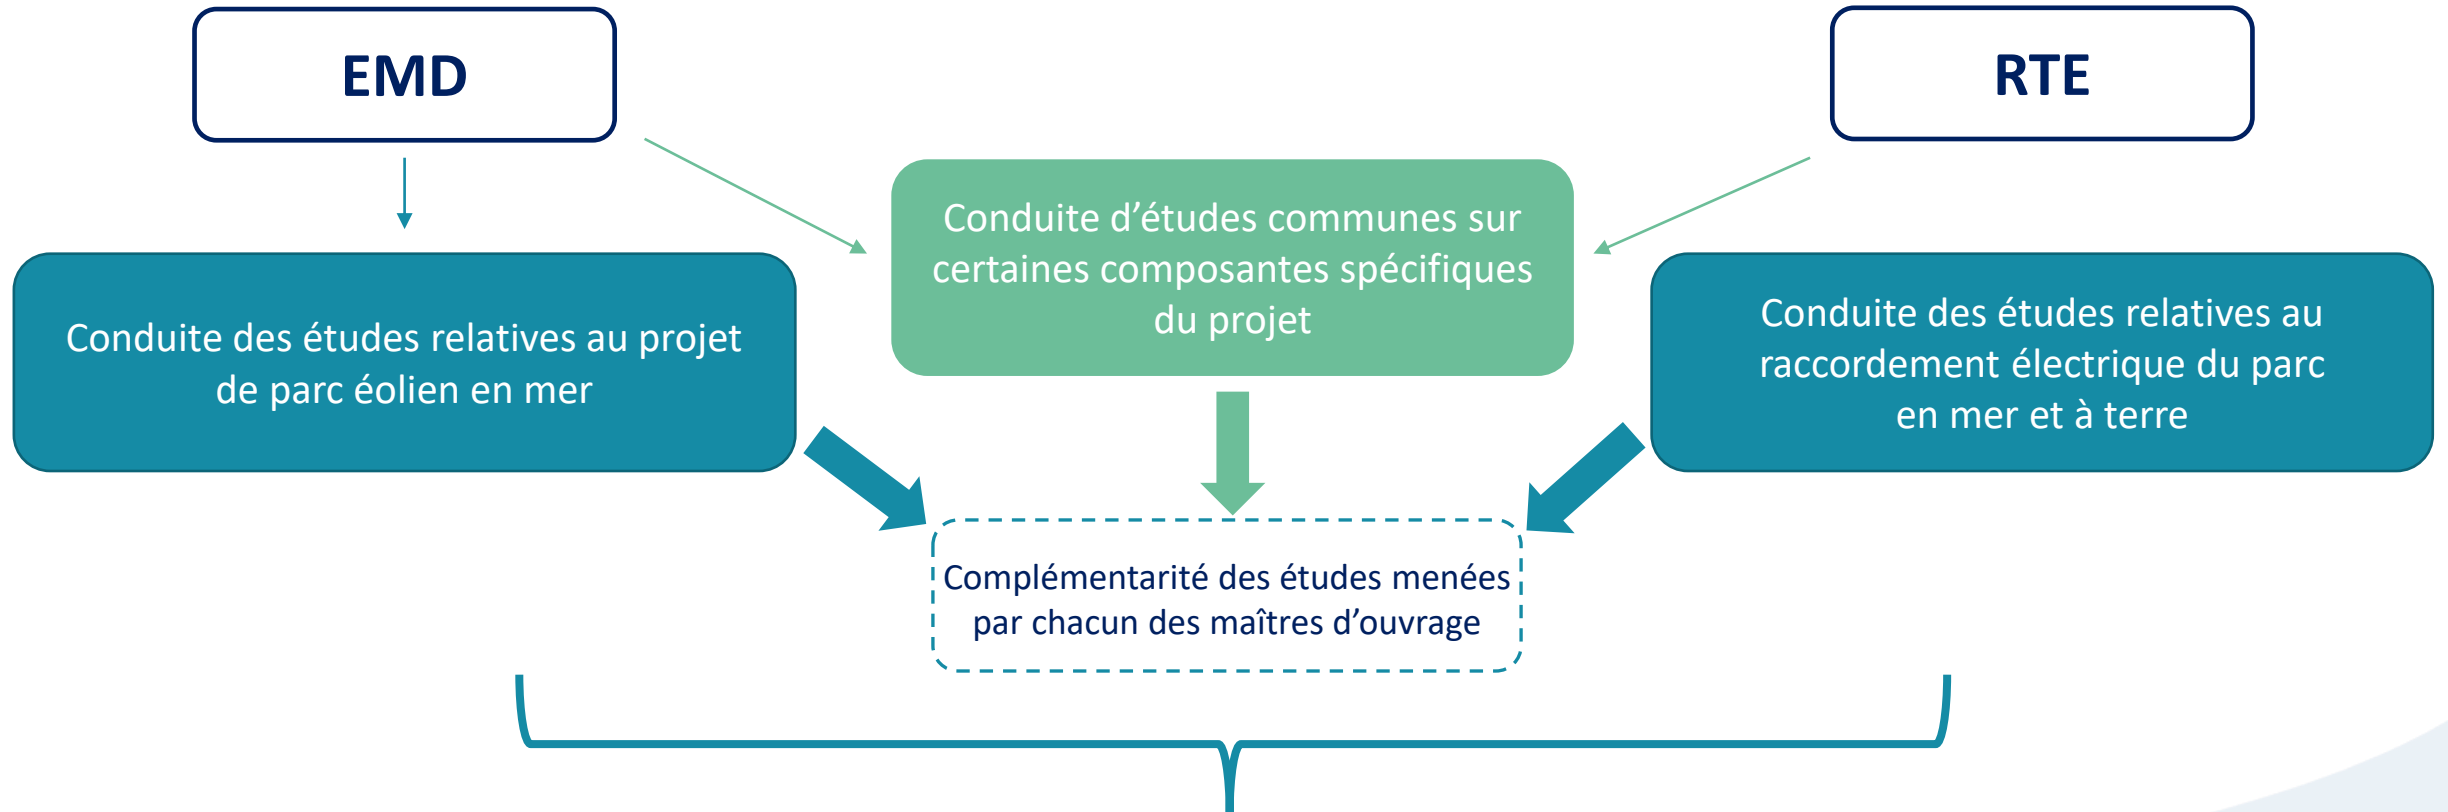 EMD
RTE
Conduite d’études communes sur
certaines composantes spécifiques
du projet
Conduite des études relatives au projet
de parc éolien en mer
Conduite des études relatives au
raccordement électrique du parc
en mer et à terre
Complémentarité des études menées
par chacun des maîtres d’ouvrage